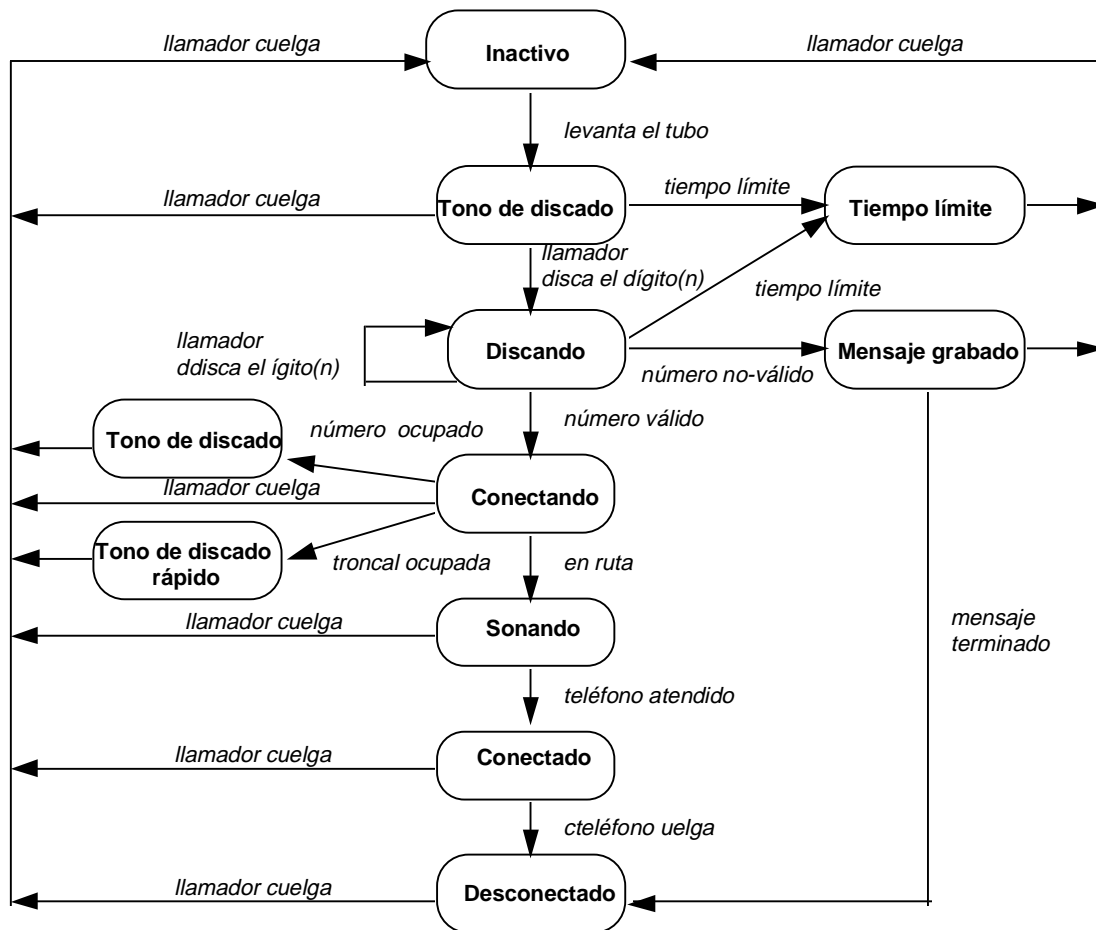 llamador cuelga
Inactivo
llamador cuelga
levanta el tubo
llamador cuelga
Tono de discado
tiempo límite
Tiempo límite
llamador
disca el dígito(n)
tiempo límite
llamador
ddisca el ígito(n)
Discando
número no-válido
Mensaje grabado
número válido
Tono de discado
número ocupado
llamador cuelga
Conectando
Tono de discado
rápido
troncal ocupada
en ruta
llamador cuelga
Sonando
mensaje
terminado
teléfono atendido
llamador cuelga
Conectado
cteléfono uelga
llamador cuelga
Desconectado